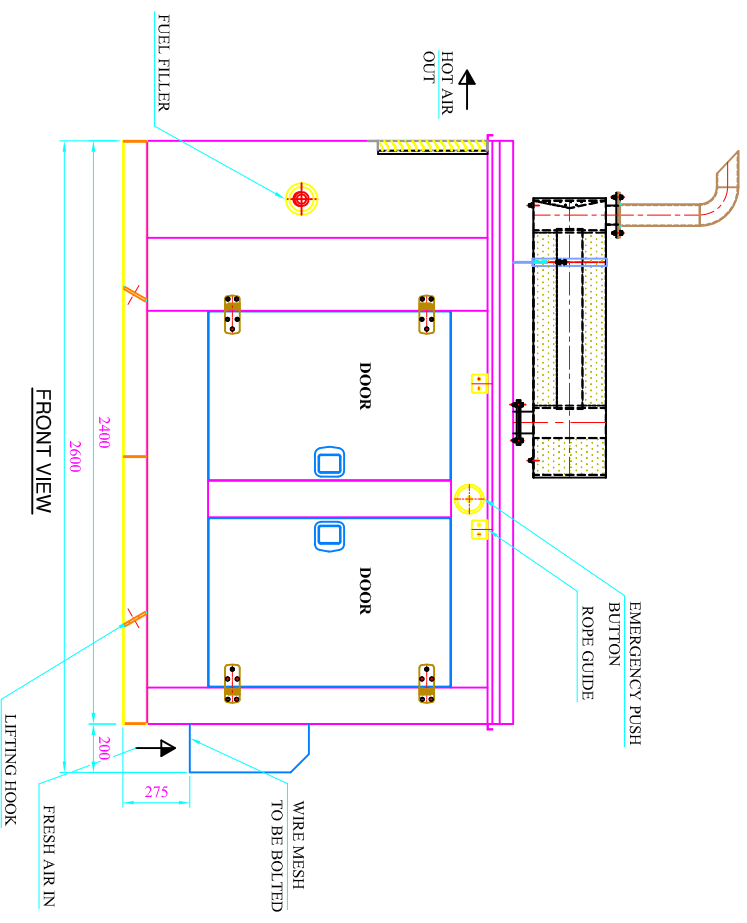 HOT AIR
OUT
FUEL FILLER
DOOR
DOOR
EMERGENCY PUSH
BUTTON
ROPE GUIDE
WIRE MESH
TO BE BOLTED
FRESH AIR IN
LIFTING HOOK
2400
200
275
2600
FRONT VIEW